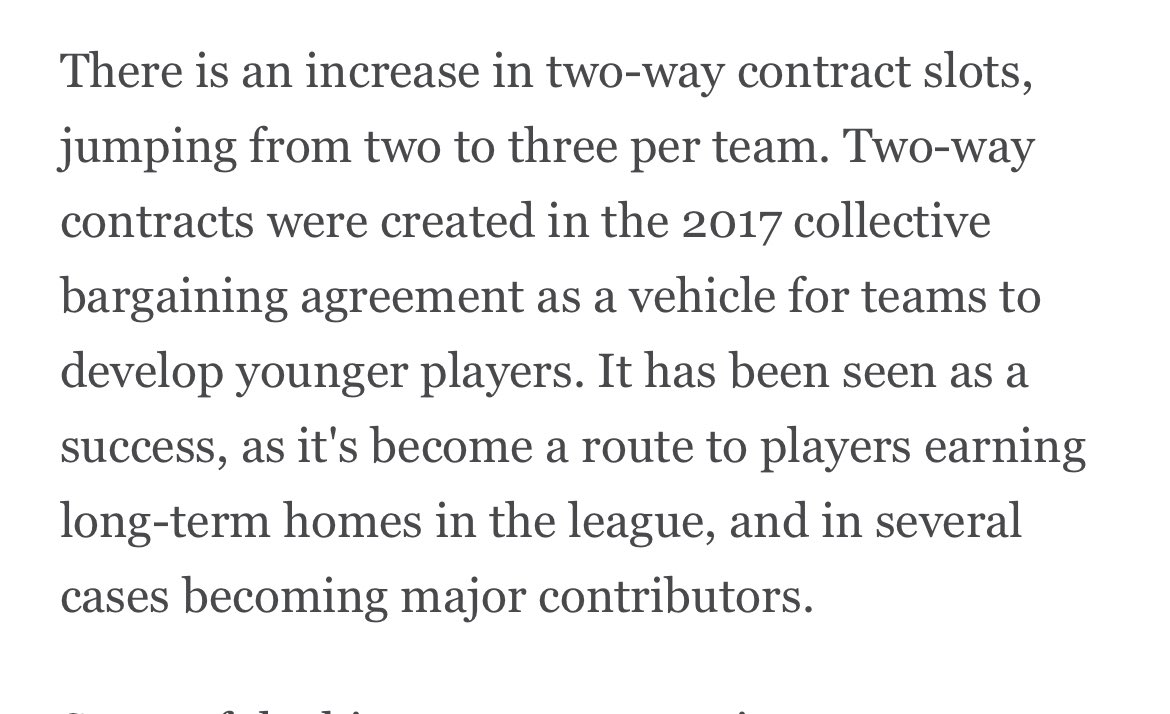 There is an increase in two-way contract slots,
jumping from two to three per team. Two-way
contracts were created in the 2017 collective
bargaining agreement as a vehicle for teams to
develop younger players. It has been seen as a
success, as it's become a route to players earning
long-term homes in the league, and in several
cases becoming major contributors.